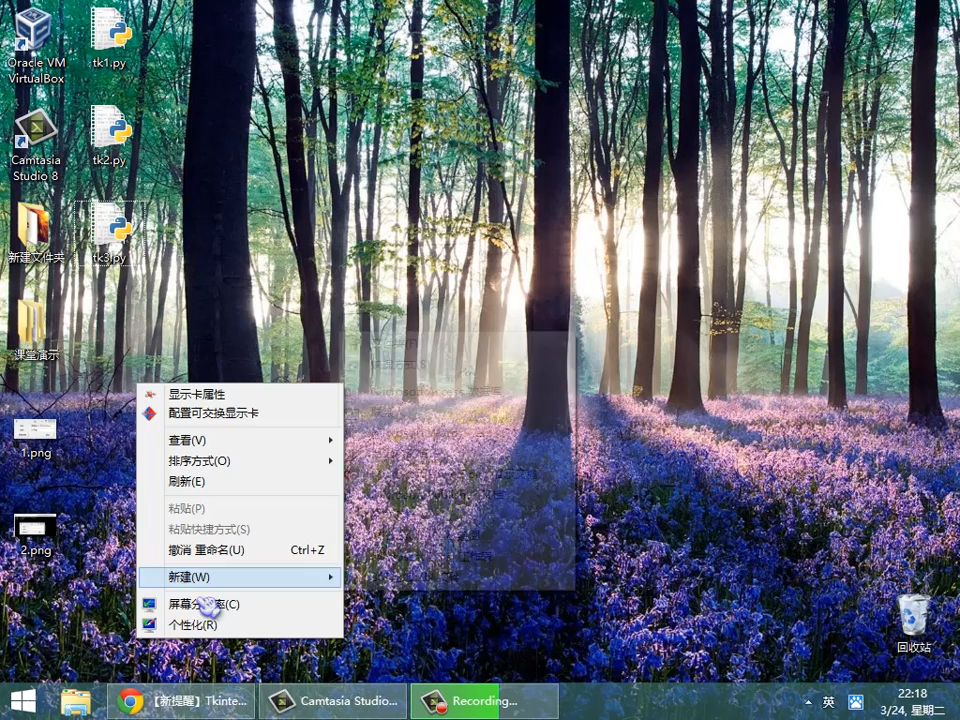 Oracle VM
VirtualBox
tk1.py
Camtasia
Studio 8
tk2.py
新建文件夹
tk3.py
课堂演示
1.png
2.png
显示卡属性
配置可交换显示卡
查看(V)
排序方式(O)
刷新(E)
粘贴(P)
粘贴快捷方式(S)
撤消 重命名(U) Ctrl+Z
新建(W)
屏幕分 率(C)
个性化(R)
回收站
【新提醒】Tkinte...
Camtasia Studio...
Recording...
英
22:18
3/24, 星期二